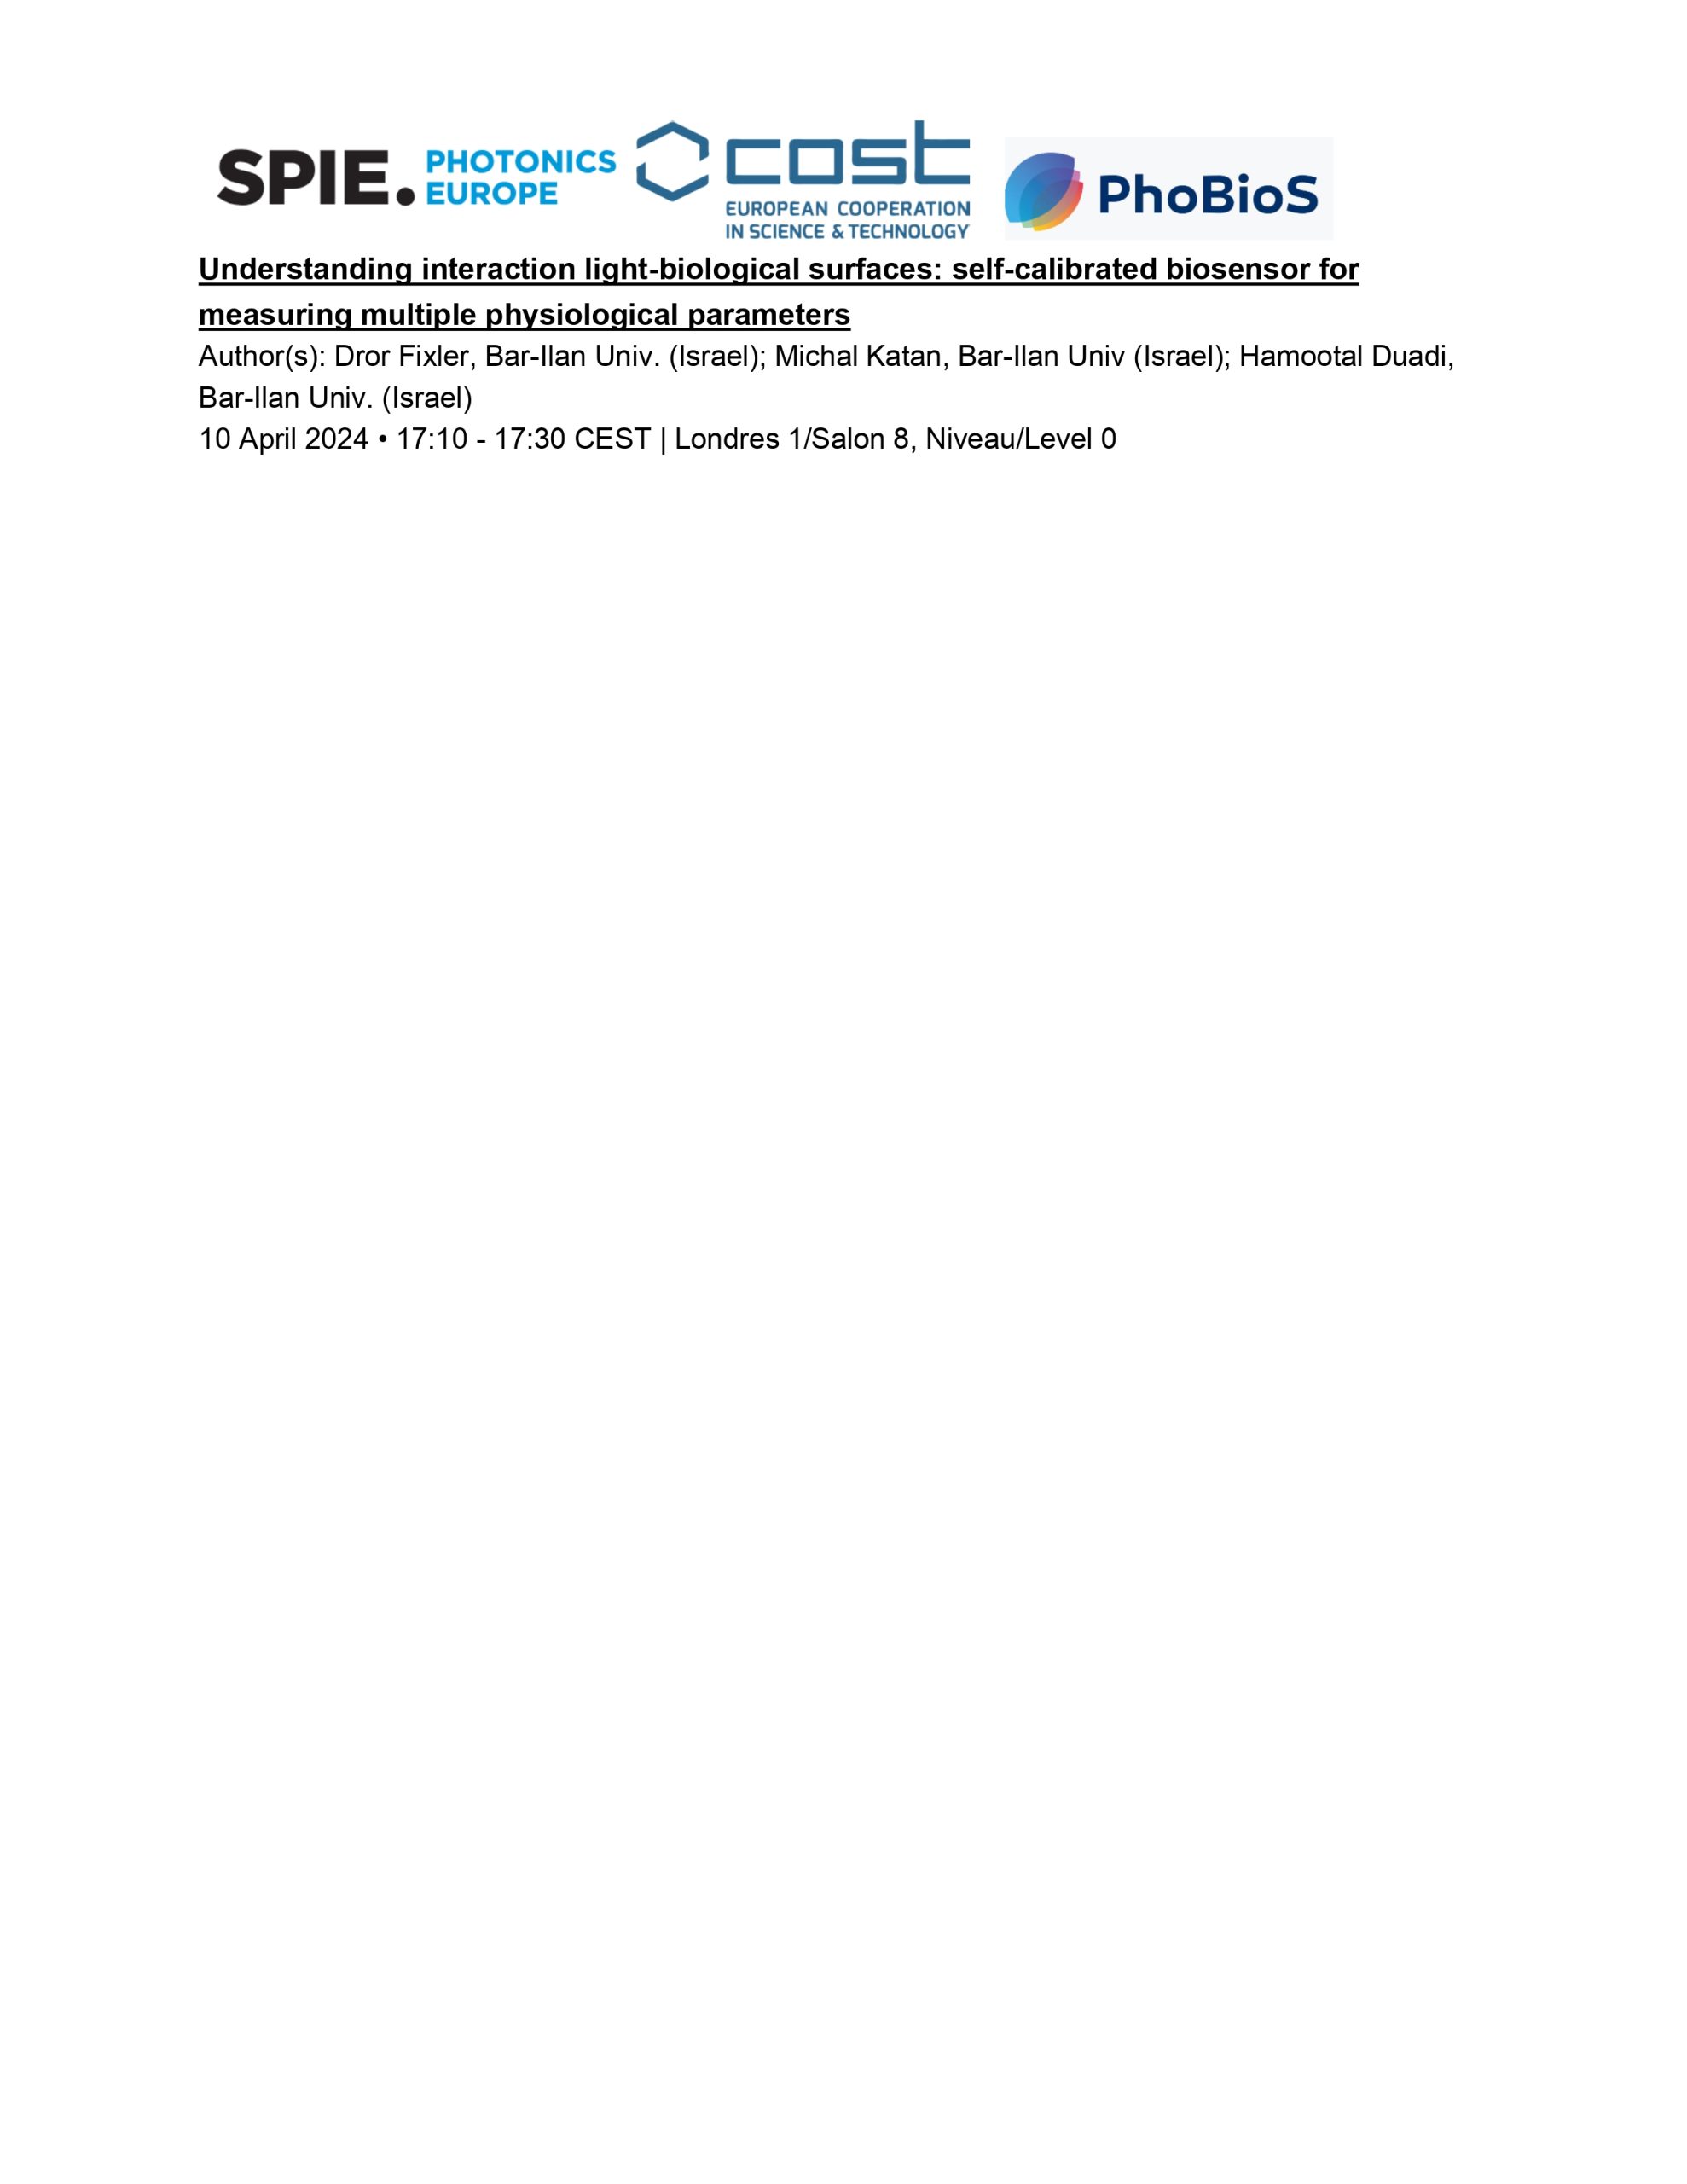 SPIE. PHOTONICS
EUROPE
cost
EUROPEAN COOPERATION
IN SCIENCE & TECHNOLOGY
PhoBioS
Understanding interaction light-biological surfaces: self-calibrated biosensor for
measuring multiple physiological parameters
Author(s): Dror Fixler, Bar-Ilan Univ. (Israel); Michal Katan, Bar-Ilan Univ (Israel); Hamootal Duadi,
Bar-Ilan Univ. (Israel)
10 April 2024 • 17:10 - 17:30 CEST | Londres 1/Salon 8, Niveau/Level 0